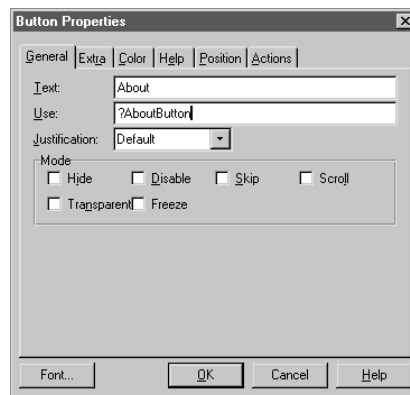 Button Properties
General Extra Color Help Position Actions
Text: About
Use: ?AboutButton
Justification: Default
Mode
Hide Disable Skip Scroll
Transparent Freeze
Font... OK Cancel Help